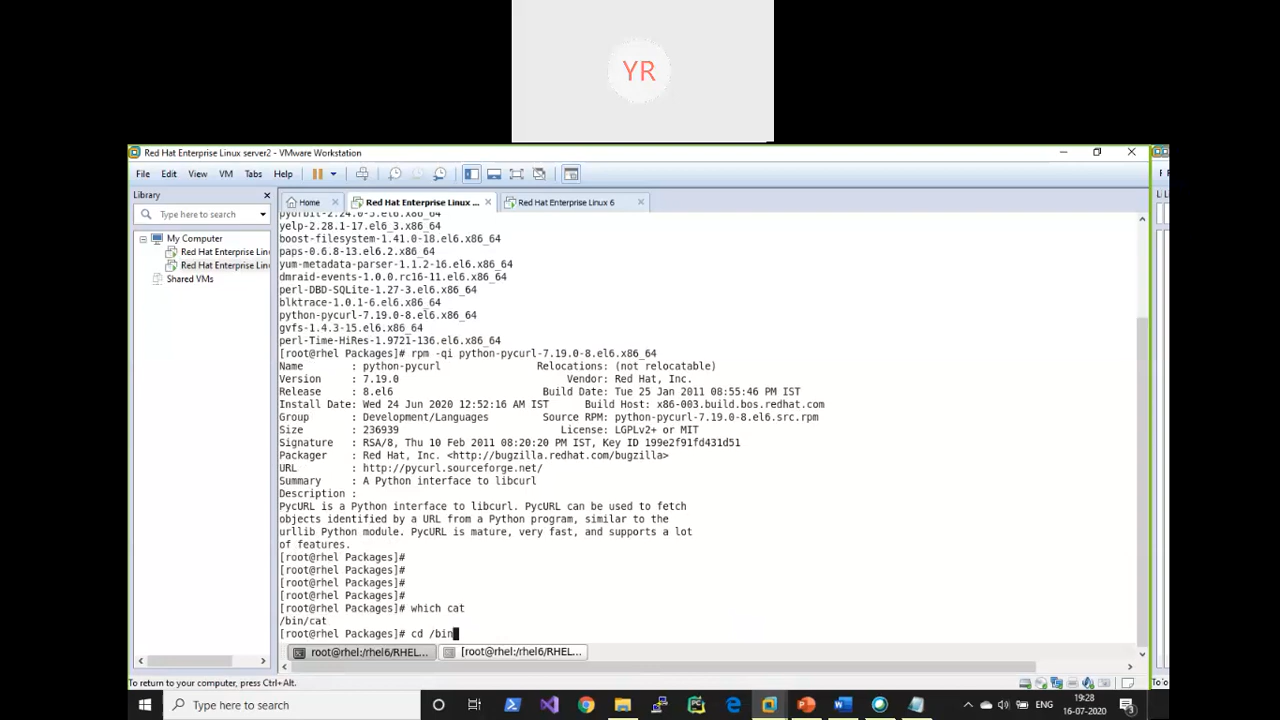 YR
Red Hat Enterprise Linux server2 - VMware Workstation
File Edit View VM Tabs Help
Library
Type here to search
My Computer
Red Hat Enterprise Lin
Red Hat Enterprise Lin
Shared VMs
Home
Red Hat Enterprise Linux ...
Red Hat Enterprise Linux 6
pyorbit-2.24.0-5.el6.x86_64
yelp-2.28.1-17.el6_3.x86_64
boost-filesystem-1.41.0-18.el6.x86_64
paps-0.6.8-13.el6.2.x86_64
yum-metadata-parser-1.1.2-16.el6.x86_64
dmraid-events-1.0.0.rc16-11.el6.x86_64
perl-DBD-SQLite-1.27-3.el6.x86_64
blktrace-1.0.1-6.el6.x86_64
python-pycurl-7.19.0-8.el6.x86_64
gvfs-1.4.3-15.el6.x86_64
perl-Time-HiRes-1.9721-136.el6.x86_64
[root@rhel Packages]# rpm -qi python-pycurl-7.19.0-8.el6.x86_64
Name : python-pycurl Relocations: (not relocatable)
Version : 7.19.0 Vendor: Red Hat, Inc.
Release : 8.el6 Build Date: Tue 25 Jan 2011 08:55:46 PM IST
Install Date: Wed 24 Jun 2020 12:52:16 AM IST Build Host: x86-003.build.bos.redhat.com
Group : Development/Languages Source RPM: python-pycurl-7.19.0-8.el6.src.rpm
Size : 236939 License: LGPLv2+ or MIT
Signature : RSA/8, Thu 10 Feb 2011 08:20:20 PM IST, Key ID 199e2f91fd431d51
Packager : Red Hat, Inc. <http://bugzilla.redhat.com/bugzilla>
URL : http://pycurl.sourceforge.net/
Summary : A Python interface to libcurl
Description :
PycURL is a Python interface to libcurl. PycURL can be used to fetch
objects identified by a URL from a Python program, similar to the
urllib Python module. PycURL is mature, very fast, and supports a lot
of features.
[root@rhel Packages]#
[root@rhel Packages]#
[root@rhel Packages]#
[root@rhel Packages]#
[root@rhel Packages]# which cat
/bin/cat
[root@rhel Packages]# cd /bin
root@rhel:/rhel6/RHEL...
[root@rhel:/rhel6/RHEL...
To return to your computer, press Ctrl+Alt.
Type here to search
ENG
19:28
16-07-2020